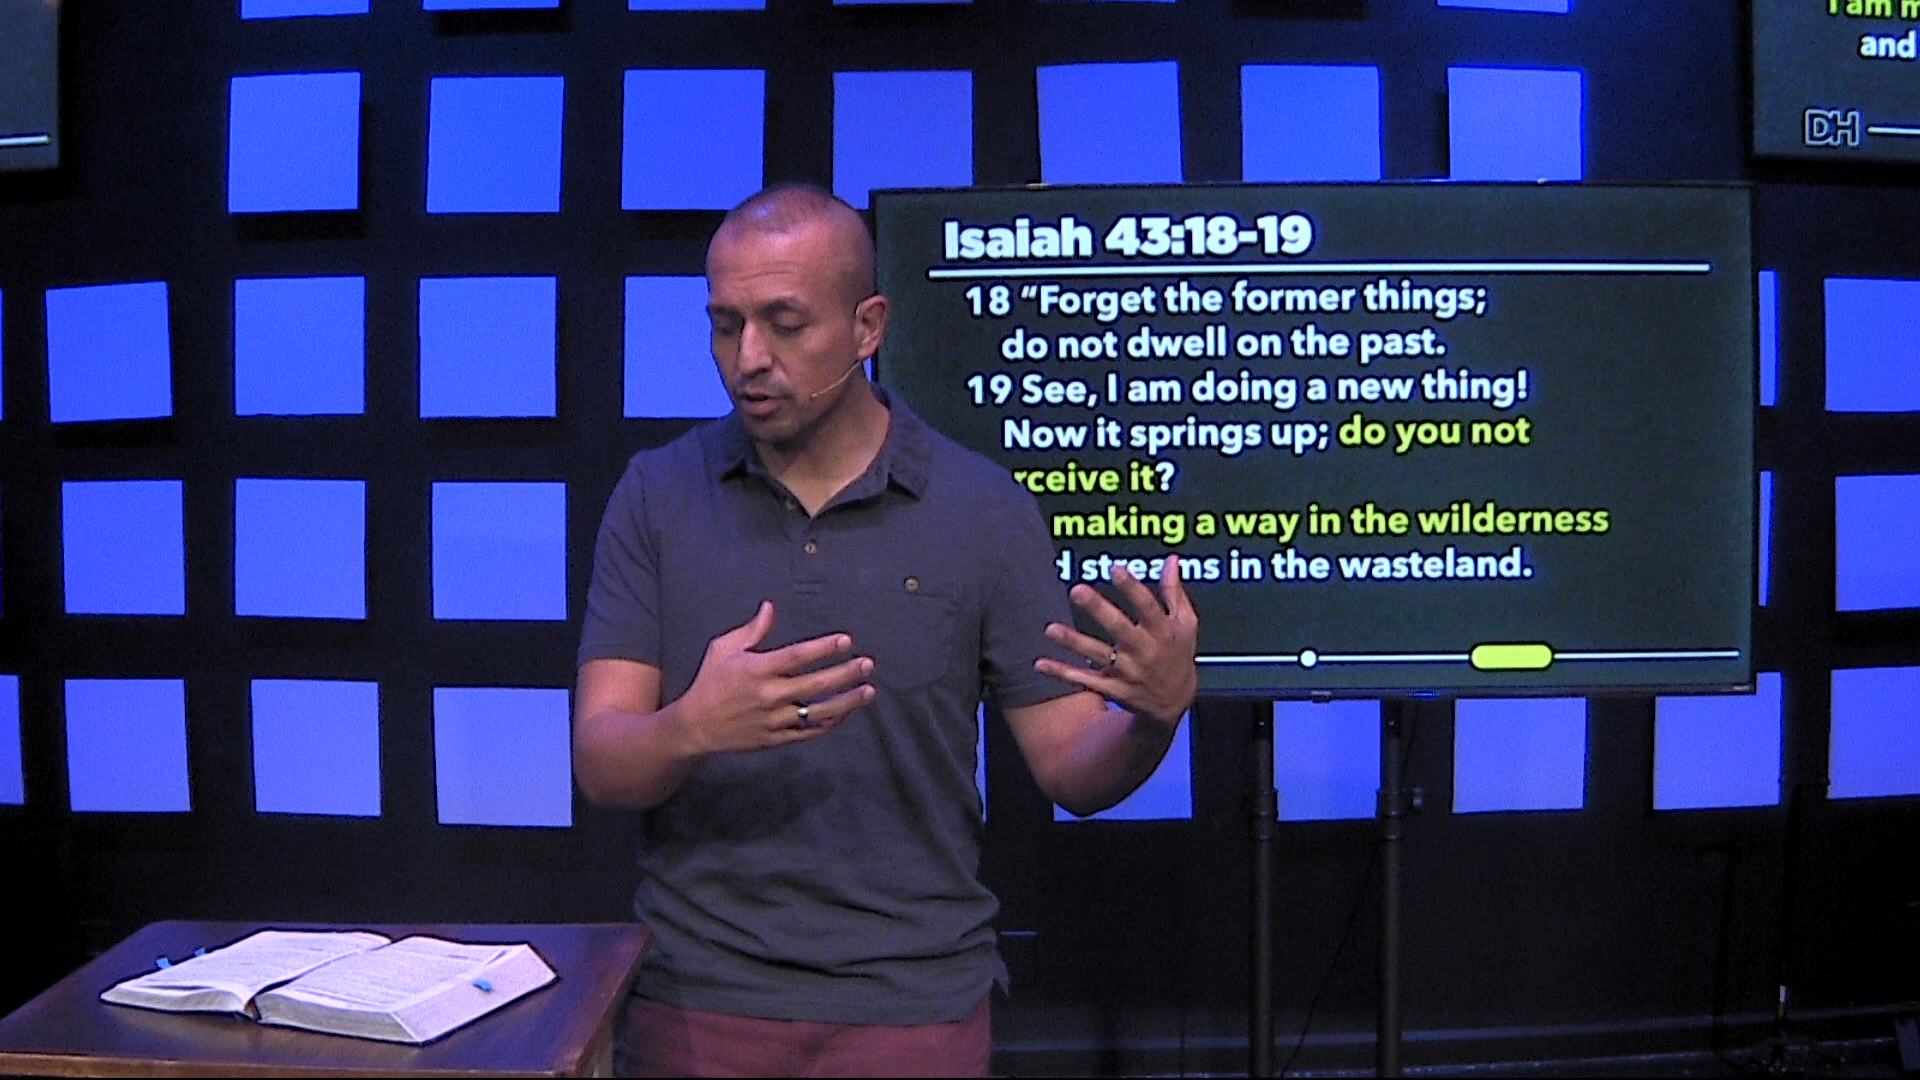 Isaiah 43:18-19
18 “Forget the former things;
do not dwell on the past.
19 See, I am doing a new thing!
Now it springs up; do you not
rceive it?
making a way in the wilderness
d streams in the wasteland.
I am m
and
DH